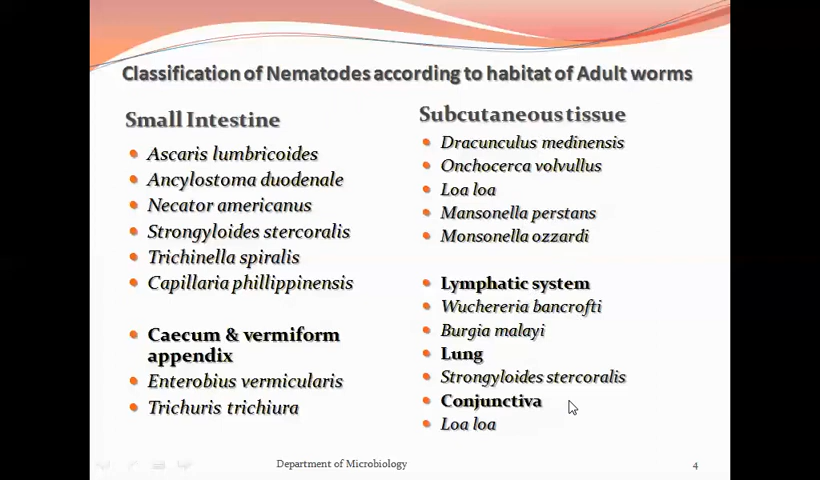 Classification of Nematodes according to habitat of Adult worms
Small Intestine
Ascaris lumbricoides
Ancylostoma duodenale
Necator americanus
Strongyloides stercoralis
Trichinella spiralis
Capillaria phillippinensis
Caecum & vermiform
appendix
Enterobius vermicularis
Trichuris trichiura
Subcutaneous tissue
Dracunculus medinensis
Onchocerca volvullus
Loa loa
Mansonella perstans
Monsonella ozzardi
Lymphatic system
Wuchereria bancrofti
Burgia malayi
Lung
Strongyloides stercoralis
Conjunctiva
Loa loa
Department of Microbiology
4